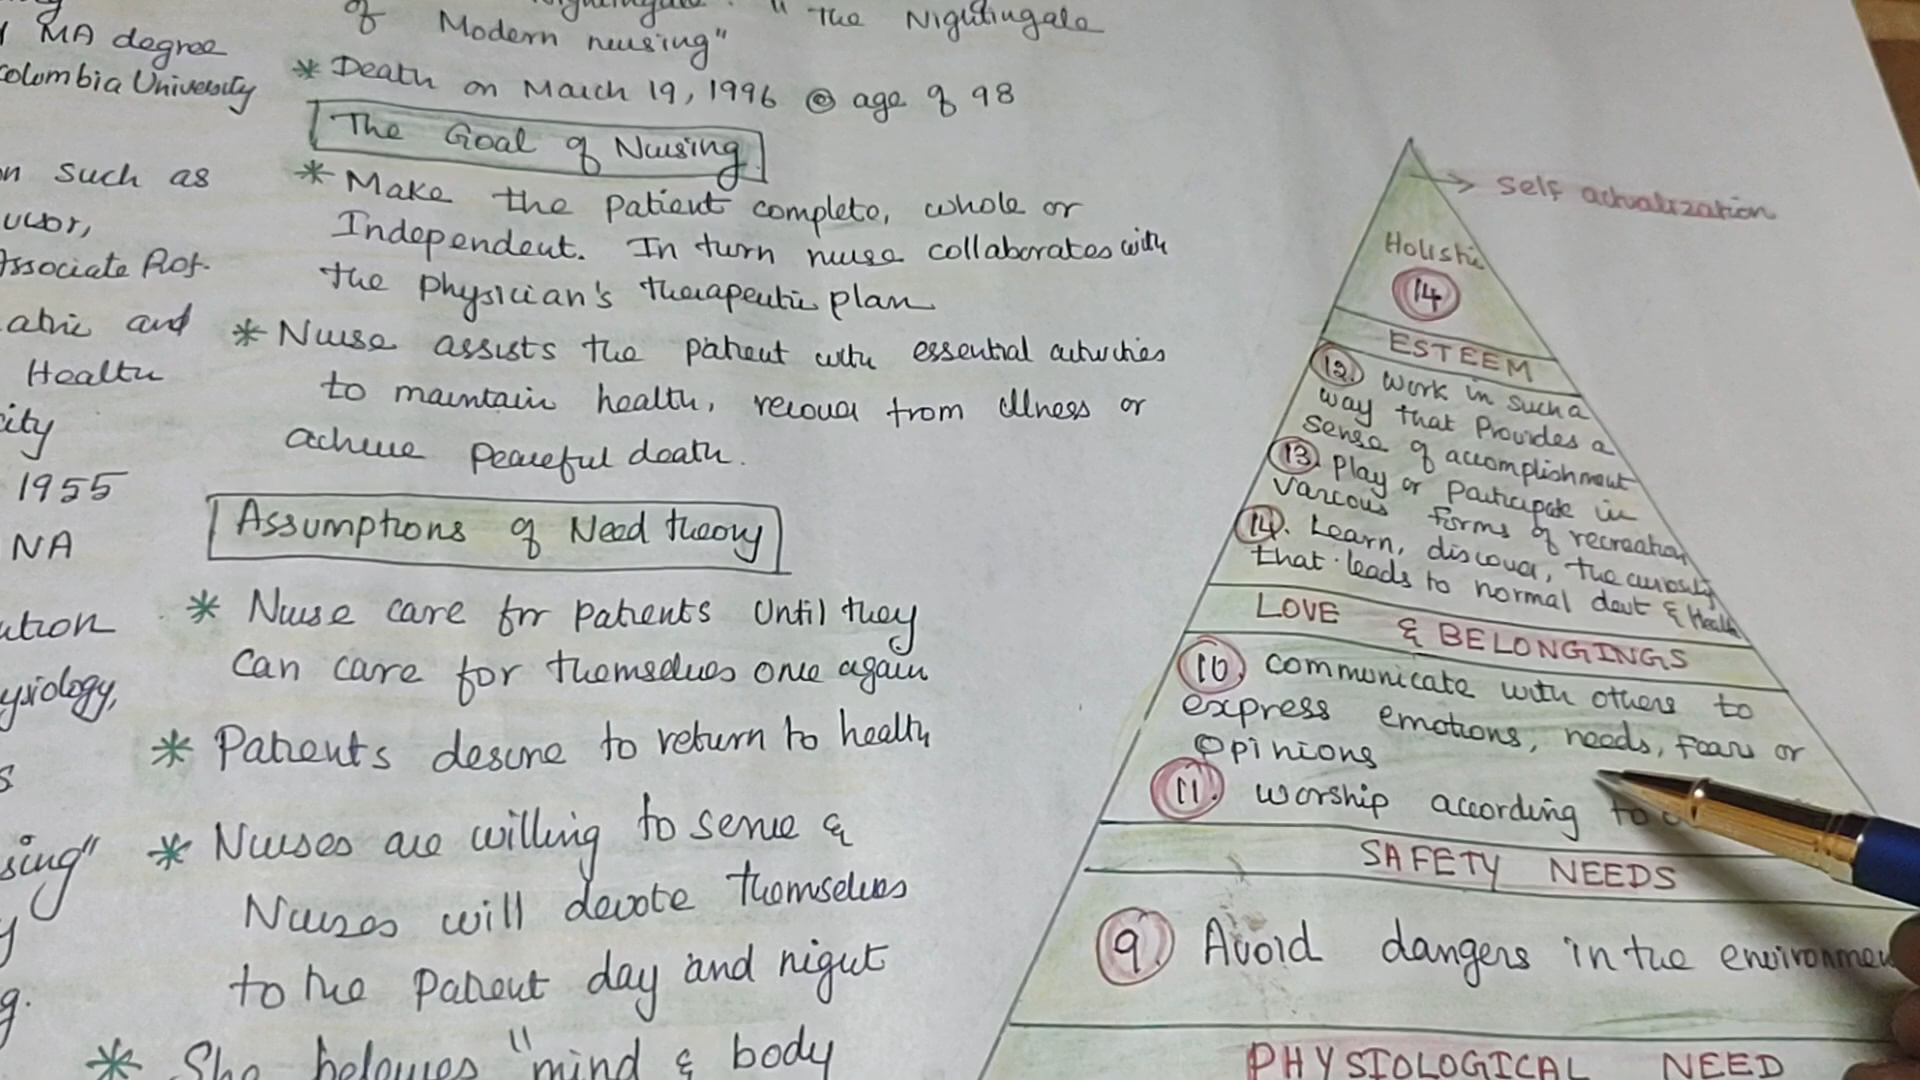 MA degree
Columbia University
on such as
Associate Prof.
and
Health
city
1955
NA
"The Nightingale
of Modern nursing"
* Death on March 19, 1996 @ age of 98
The Goal of Nursing
* Make the patient complete, whole or
Independent. In turn nurse collaborates with
the physician's therapeutic plan
* Nurse assists the patient with essential activities
to maintain health, recover from illness or
achieve peaceful death.
Assumptions of Need theory
* Nurse care for patients until they
can care for themselves once again
* Patients desire to return to health
* Nurses are willing to serve &
Nurses will devote themselves
to the patient day and night
* She believes "mind & body
Self actualization
Holistic
14
ESTEEM
12. Work in such a
way that provides a
sense of accomplishment
13. Play or participate in
various forms of recreation
14. Learn, discover, the curiosity
that leads to normal devt & Health
LOVE & BELONGINGS
10. communicate with others to
express emotions, needs, fears or
opinions
11. worship according to
SAFETY NEEDS
9. Avoid dangers in the
PHYSIOLOGICAL NEED